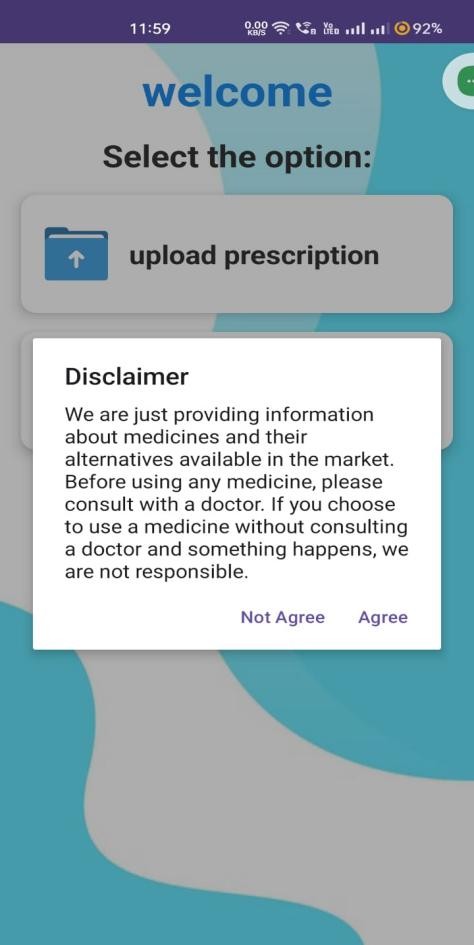 11:59 0.00 KB/S Vo LTE 92%
welcome
Select the option:
upload prescription
Disclaimer
We are just providing information
about medicines and their
alternatives available in the market.
Before using any medicine, please
consult with a doctor. If you choose
to use a medicine without consulting
a doctor and something happens, we
are not responsible.
Not Agree Agree